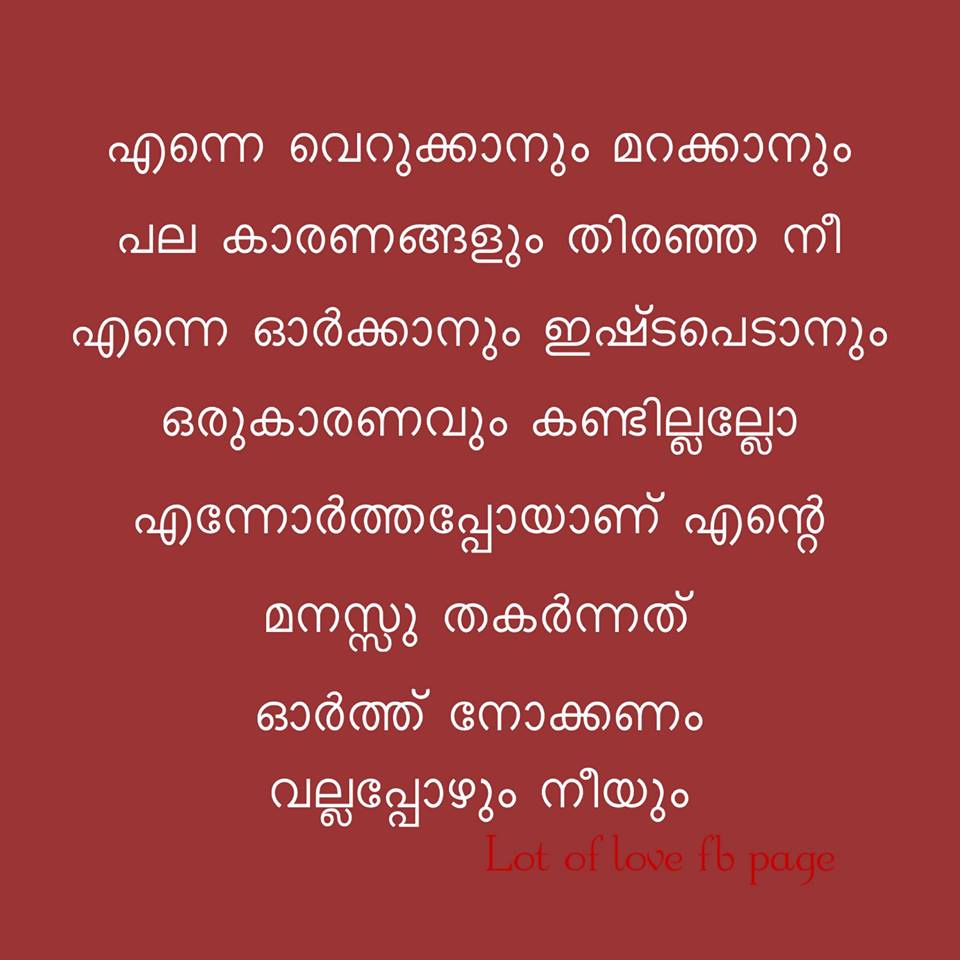 എന്നെ വെറുക്കാനും മറക്കാനും
പല കാരണങ്ങളും തിരഞ്ഞ നീ
എന്നെ ഓർക്കാനും ഇഷ്ടപെടാനും
ഒരുകാരണവും കണ്ടില്ലല്ലോ
എന്നോർത്തപ്പോയാണ് എന്റെ
മനസ്സു തകർന്നത്
ഓർത്ത് നോക്കണം
വല്ലപ്പോഴും നീയും
Lot of love fb page